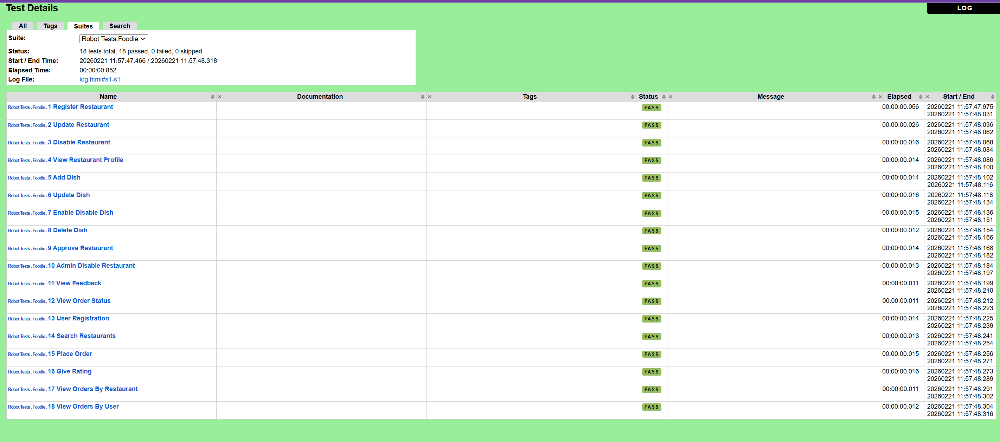 Test Details
LOG
All Tags Suites Search
Suite: Robot Tests.Foodie
Status: 18 tests total, 18 passed, 0 failed, 0 skipped
Start / End Time: 20260221 11:57:47.466 / 20260221 11:57:48.318
Elapsed Time: 00:00:00.852
Log File: log.html#s1-s1
Name × Documentation × Tags Status × Message × Elapsed × Start / End
Robot Tests.Foodie.1 Register Restaurant PASS 00:00:00.056 20260221 11:57:47.975
20260221 11:57:48.031
Robot Tests.Foodie.2 Update Restaurant PASS 00:00:00.026 20260221 11:57:48.036
20260221 11:57:48.062
Robot Tests.Foodie.3 Disable Restaurant PASS 00:00:00.016 20260221 11:57:48.068
20260221 11:57:48.084
Robot Tests.Foodie.4 View Restaurant Profile PASS 00:00:00.014 20260221 11:57:48.086
20260221 11:57:48.100
Robot Tests.Foodie.5 Add Dish PASS 00:00:00.014 20260221 11:57:48.102
20260221 11:57:48.116
Robot Tests.Foodie.6 Update Dish PASS 00:00:00.016 20260221 11:57:48.118
20260221 11:57:48.134
Robot Tests.Foodie.7 Enable Disable Dish PASS 00:00:00.015 20260221 11:57:48.136
20260221 11:57:48.151
Robot Tests.Foodie.8 Delete Dish PASS 00:00:00.012 20260221 11:57:48.154
20260221 11:57:48.166
Robot Tests.Foodie.9 Approve Restaurant PASS 00:00:00.014 20260221 11:57:48.168
20260221 11:57:48.182
Robot Tests.Foodie.10 Admin Disable Restaurant PASS 00:00:00.013 20260221 11:57:48.184
20260221 11:57:48.197
Robot Tests.Foodie.11 View Feedback PASS 00:00:00.011 20260221 11:57:48.199
20260221 11:57:48.210
Robot Tests.Foodie.12 View Order Status PASS 00:00:00.011 20260221 11:57:48.212
20260221 11:57:48.223
Robot Tests.Foodie.13 User Registration PASS 00:00:00.014 20260221 11:57:48.225
20260221 11:57:48.239
Robot Tests.Foodie.14 Search Restaurants PASS 00:00:00.013 20260221 11:57:48.241
20260221 11:57:48.254
Robot Tests.Foodie.15 Place Order PASS 00:00:00.015 20260221 11:57:48.256
20260221 11:57:48.271
Robot Tests.Foodie.16 Give Rating PASS 00:00:00.016 20260221 11:57:48.273
20260221 11:57:48.289
Robot Tests.Foodie.17 View Orders By Restaurant PASS 00:00:00.011 20260221 11:57:48.291
20260221 11:57:48.302
Robot Tests.Foodie.18 View Orders By User PASS 00:00:00.012 20260221 11:57:48.304
20260221 11:57:48.316